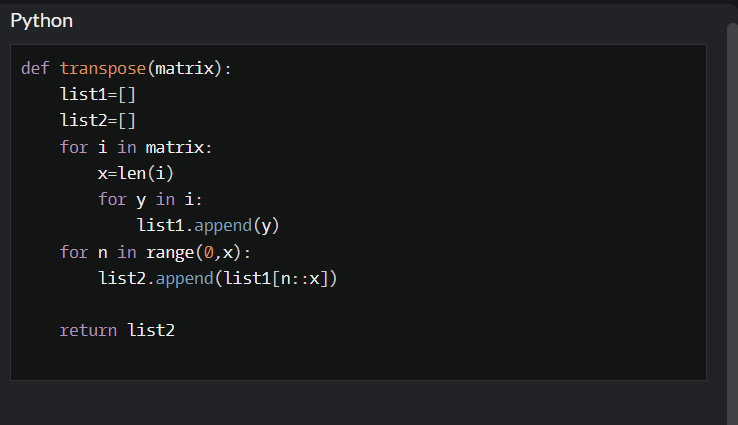 Python
def transpose(matrix):
    list1=[]
    list2=[]
    for i in matrix:
        x=len(i)
        for y in i:
            list1.append(y)
    for n in range(0,x):
        list2.append(list1[n::x])

    return list2